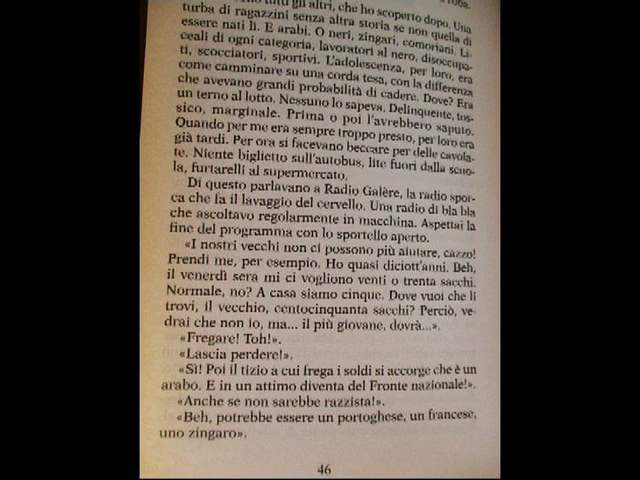 tutti gli altri, che ho scoperto dopo. Una
turba di ragazzini senza altra storia se non quella di
essere nati lì. E arabi. O neri, zingari, comoriani. Li-
ceali di ogni categoria, lavoratori al nero, disoccupa-
ti, scocciatori, sportivi. L'adolescenza, per loro, era
come camminare su una corda tesa, con la differenza
che avevano grandi probabilità di cadere. Dove? Era
un terno al lotto. Nessuno lo sapeva. Delinquente, tos-
sico, marginale. Prima o poi l'avrebbero saputo.
Quando per me era sempre troppo presto, per loro era
già tardi. Per ora si facevano beccare per delle cavola-
te. Niente biglietto sull'autobus, lite fuori dalla scuo-
la, furtarelli al supermercato.
Di questo parlavano a Radio Galère, la radio spor-
ca che fa il lavaggio del cervello. Una radio di bla bla
che ascoltavo regolarmente in macchina. Aspettai la
fine del programma con lo sportello aperto.
«I nostri vecchi non ci possono più aiutare, cazzo!
Prendi me, per esempio. Ho quasi diciott'anni. Beh,
il venerdì sera mi ci vogliono venti o trenta sacchi.
Normale, no? A casa siamo cinque. Dove vuoi che li
trovi, il vecchio, centocinquanta sacchi? Perciò, ve-
drai che non io, ma... il più giovane, dovrà...».
«Fregare! Toh!».
«Lascia perdere!».
«Sì! Poi il tizio a cui frega i soldi si accorge che è un
arabo. E in un attimo diventa del Fronte nazionale!».
«Anche se non sarebbe razzista!».
«Beh, potrebbe essere un portoghese, un francese,
uno zingaro».
46